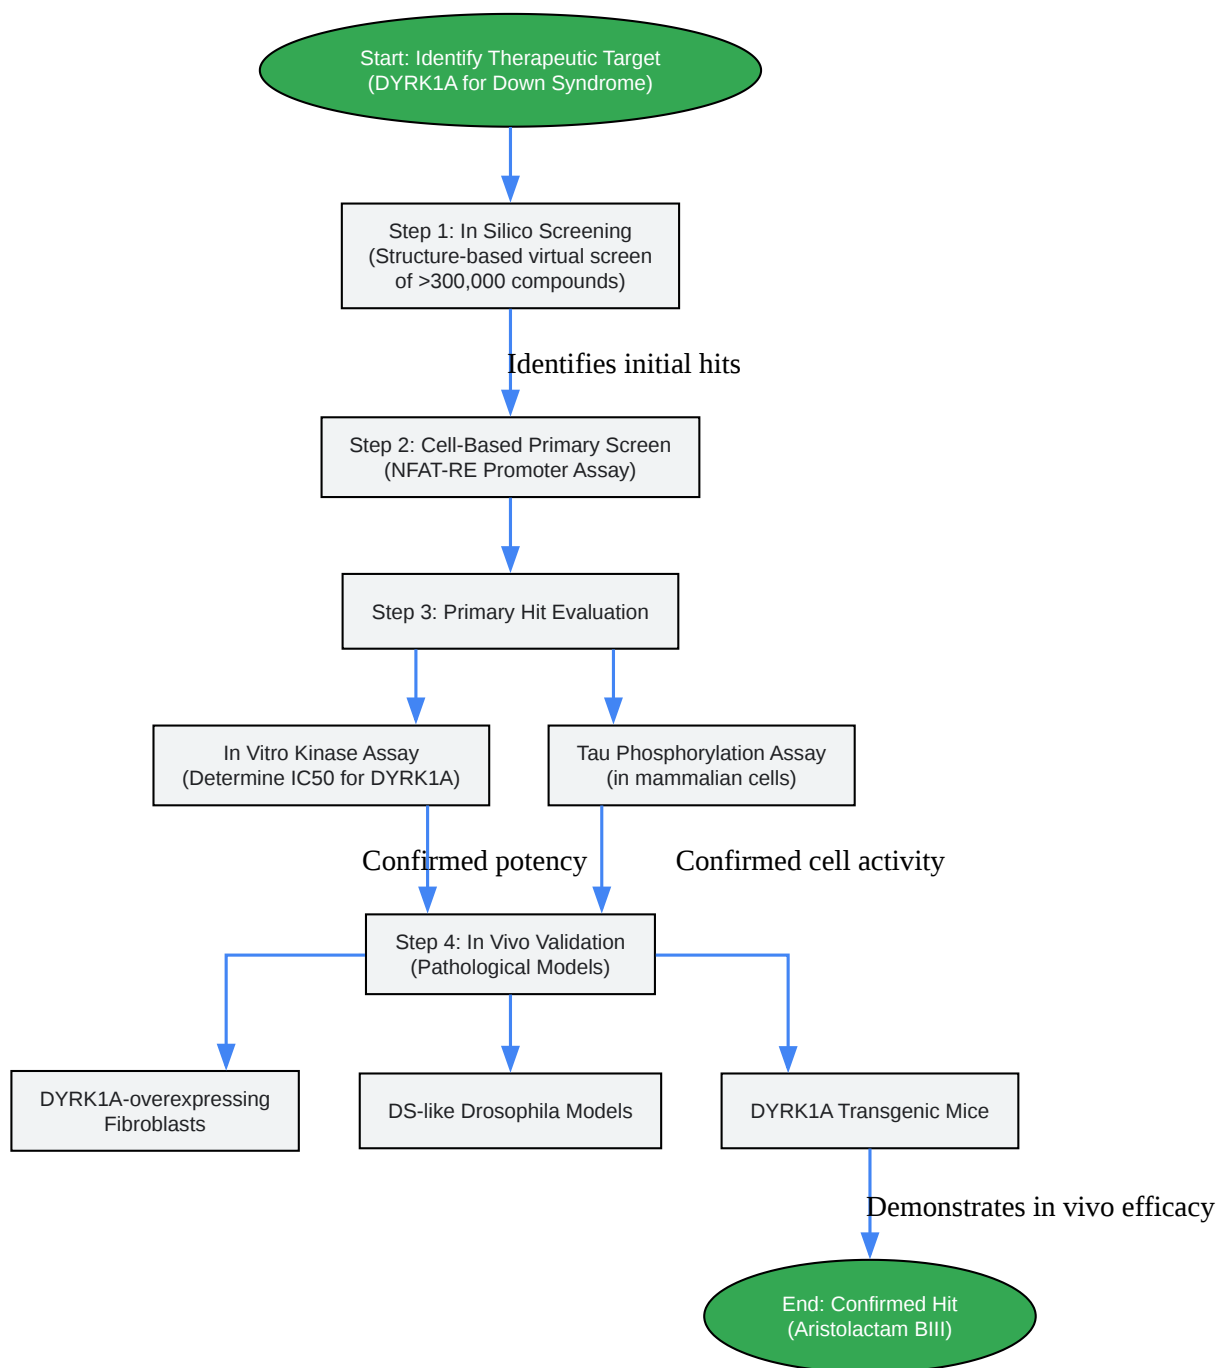 Start: Identify Therapeutic Target
(DYRK1A for Down Syndrome)
Step 1: In Silico Screening
(Structure-based virtual screen
of >300,000 compounds)
Identifies initial hits
Step 2: Cell-Based Primary Screen
(NFAT-RE Promoter Assay)
Step 3: Primary Hit Evaluation
In Vitro Kinase Assay
(Determine IC50 for DYRK1A)
Tau Phosphorylation Assay
(in mammalian cells)
Confirmed potency
Confirmed cell activity
Step 4: In Vivo Validation
(Pathological Models)
DYRK1A-overexpressing
Fibroblasts
DS-like Drosophila Models
DYRK1A Transgenic Mice
Demonstrates in vivo efficacy
End: Confirmed Hit
(Aristolactam BIII)